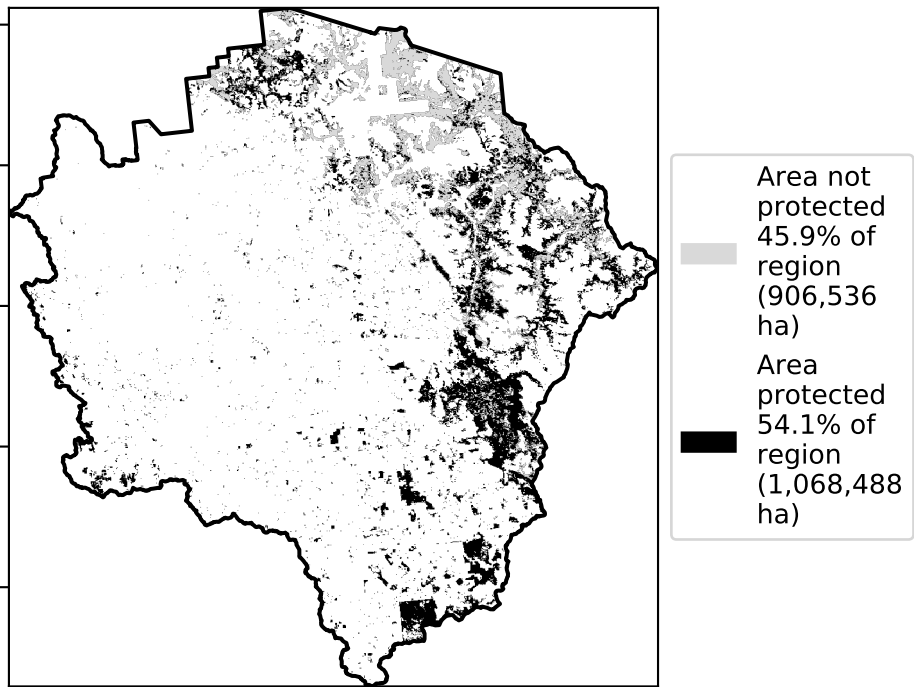 Area not
protected
45.9% of
region
(906,536
ha)
Area
protected
54.1% of
region
(1,068,488
ha)